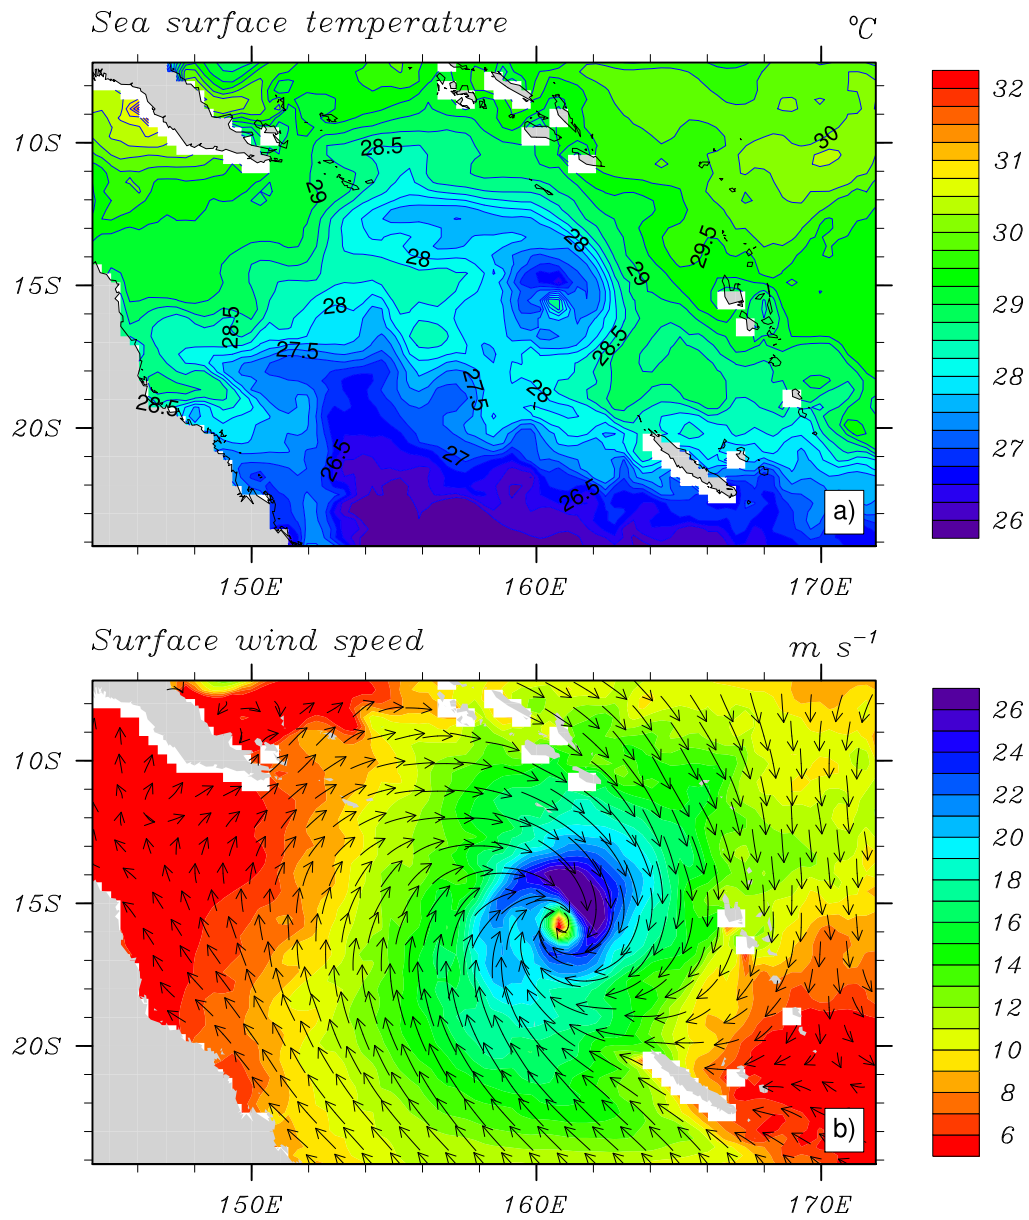 Sea surface temperature
°C
28.5
30
29
29.5
28
28
29
28
28.5
27.5
28.5
28
27.5
28.5
26.5
27
26.5
10S
15S
20S
150E
160E
170E
a)
32
31
30
29
28
27
26
Surface wind speed
m s⁻¹
10S
15S
20S
150E
160E
170E
b)
26
24
22
20
18
16
14
12
10
8
6